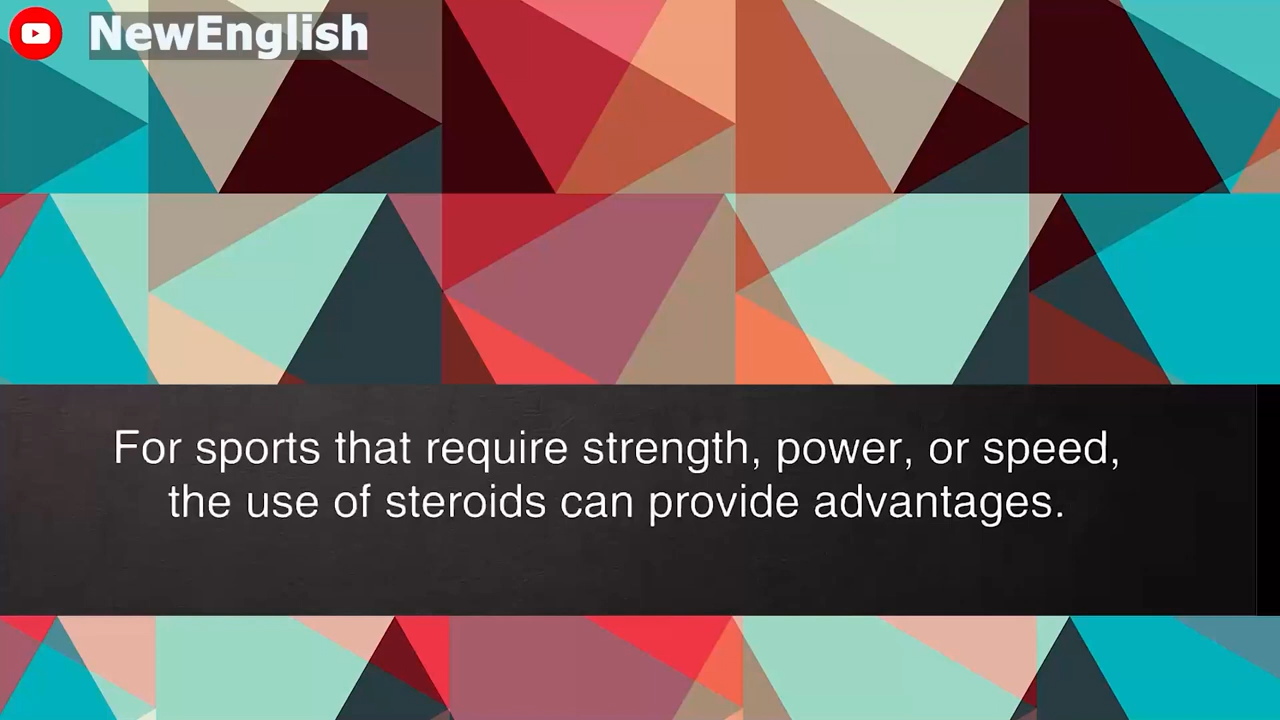 NewEnglish
For sports that require strength, power, or speed,
the use of steroids can provide advantages.